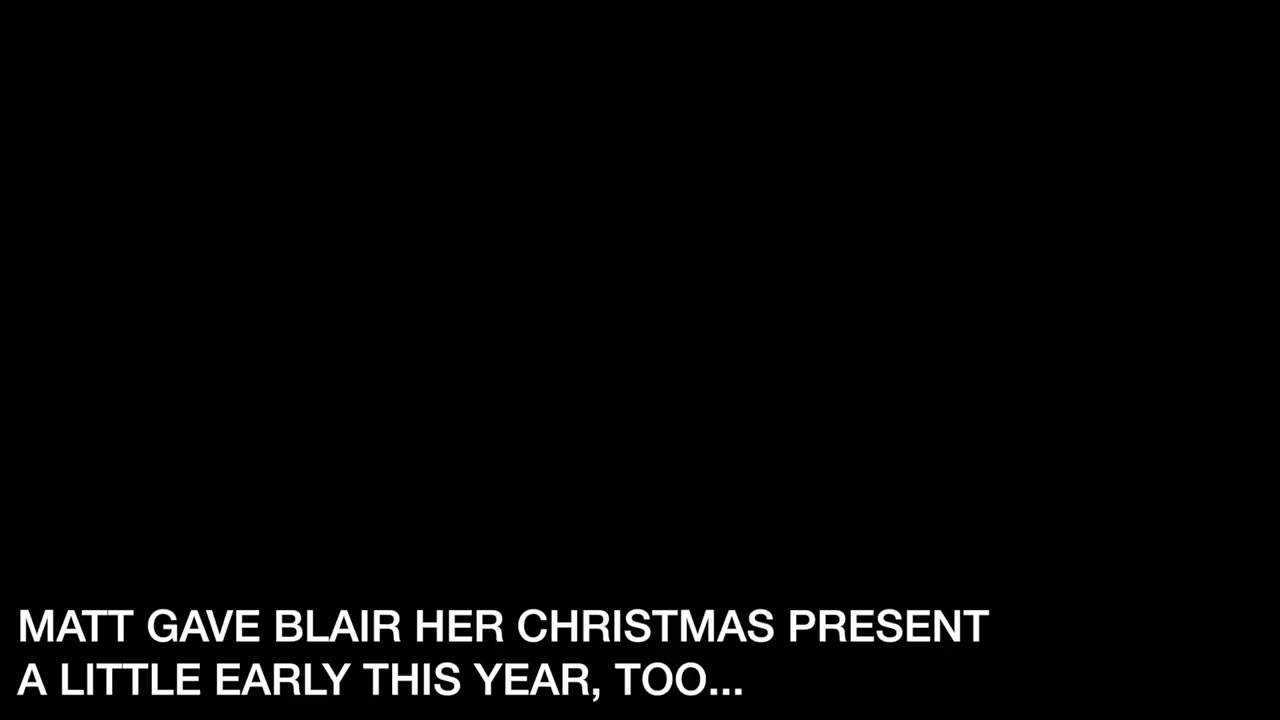 MATT GAVE BLAIR HER CHRISTMAS PRESENT
A LITTLE EARLY THIS YEAR, TOO...